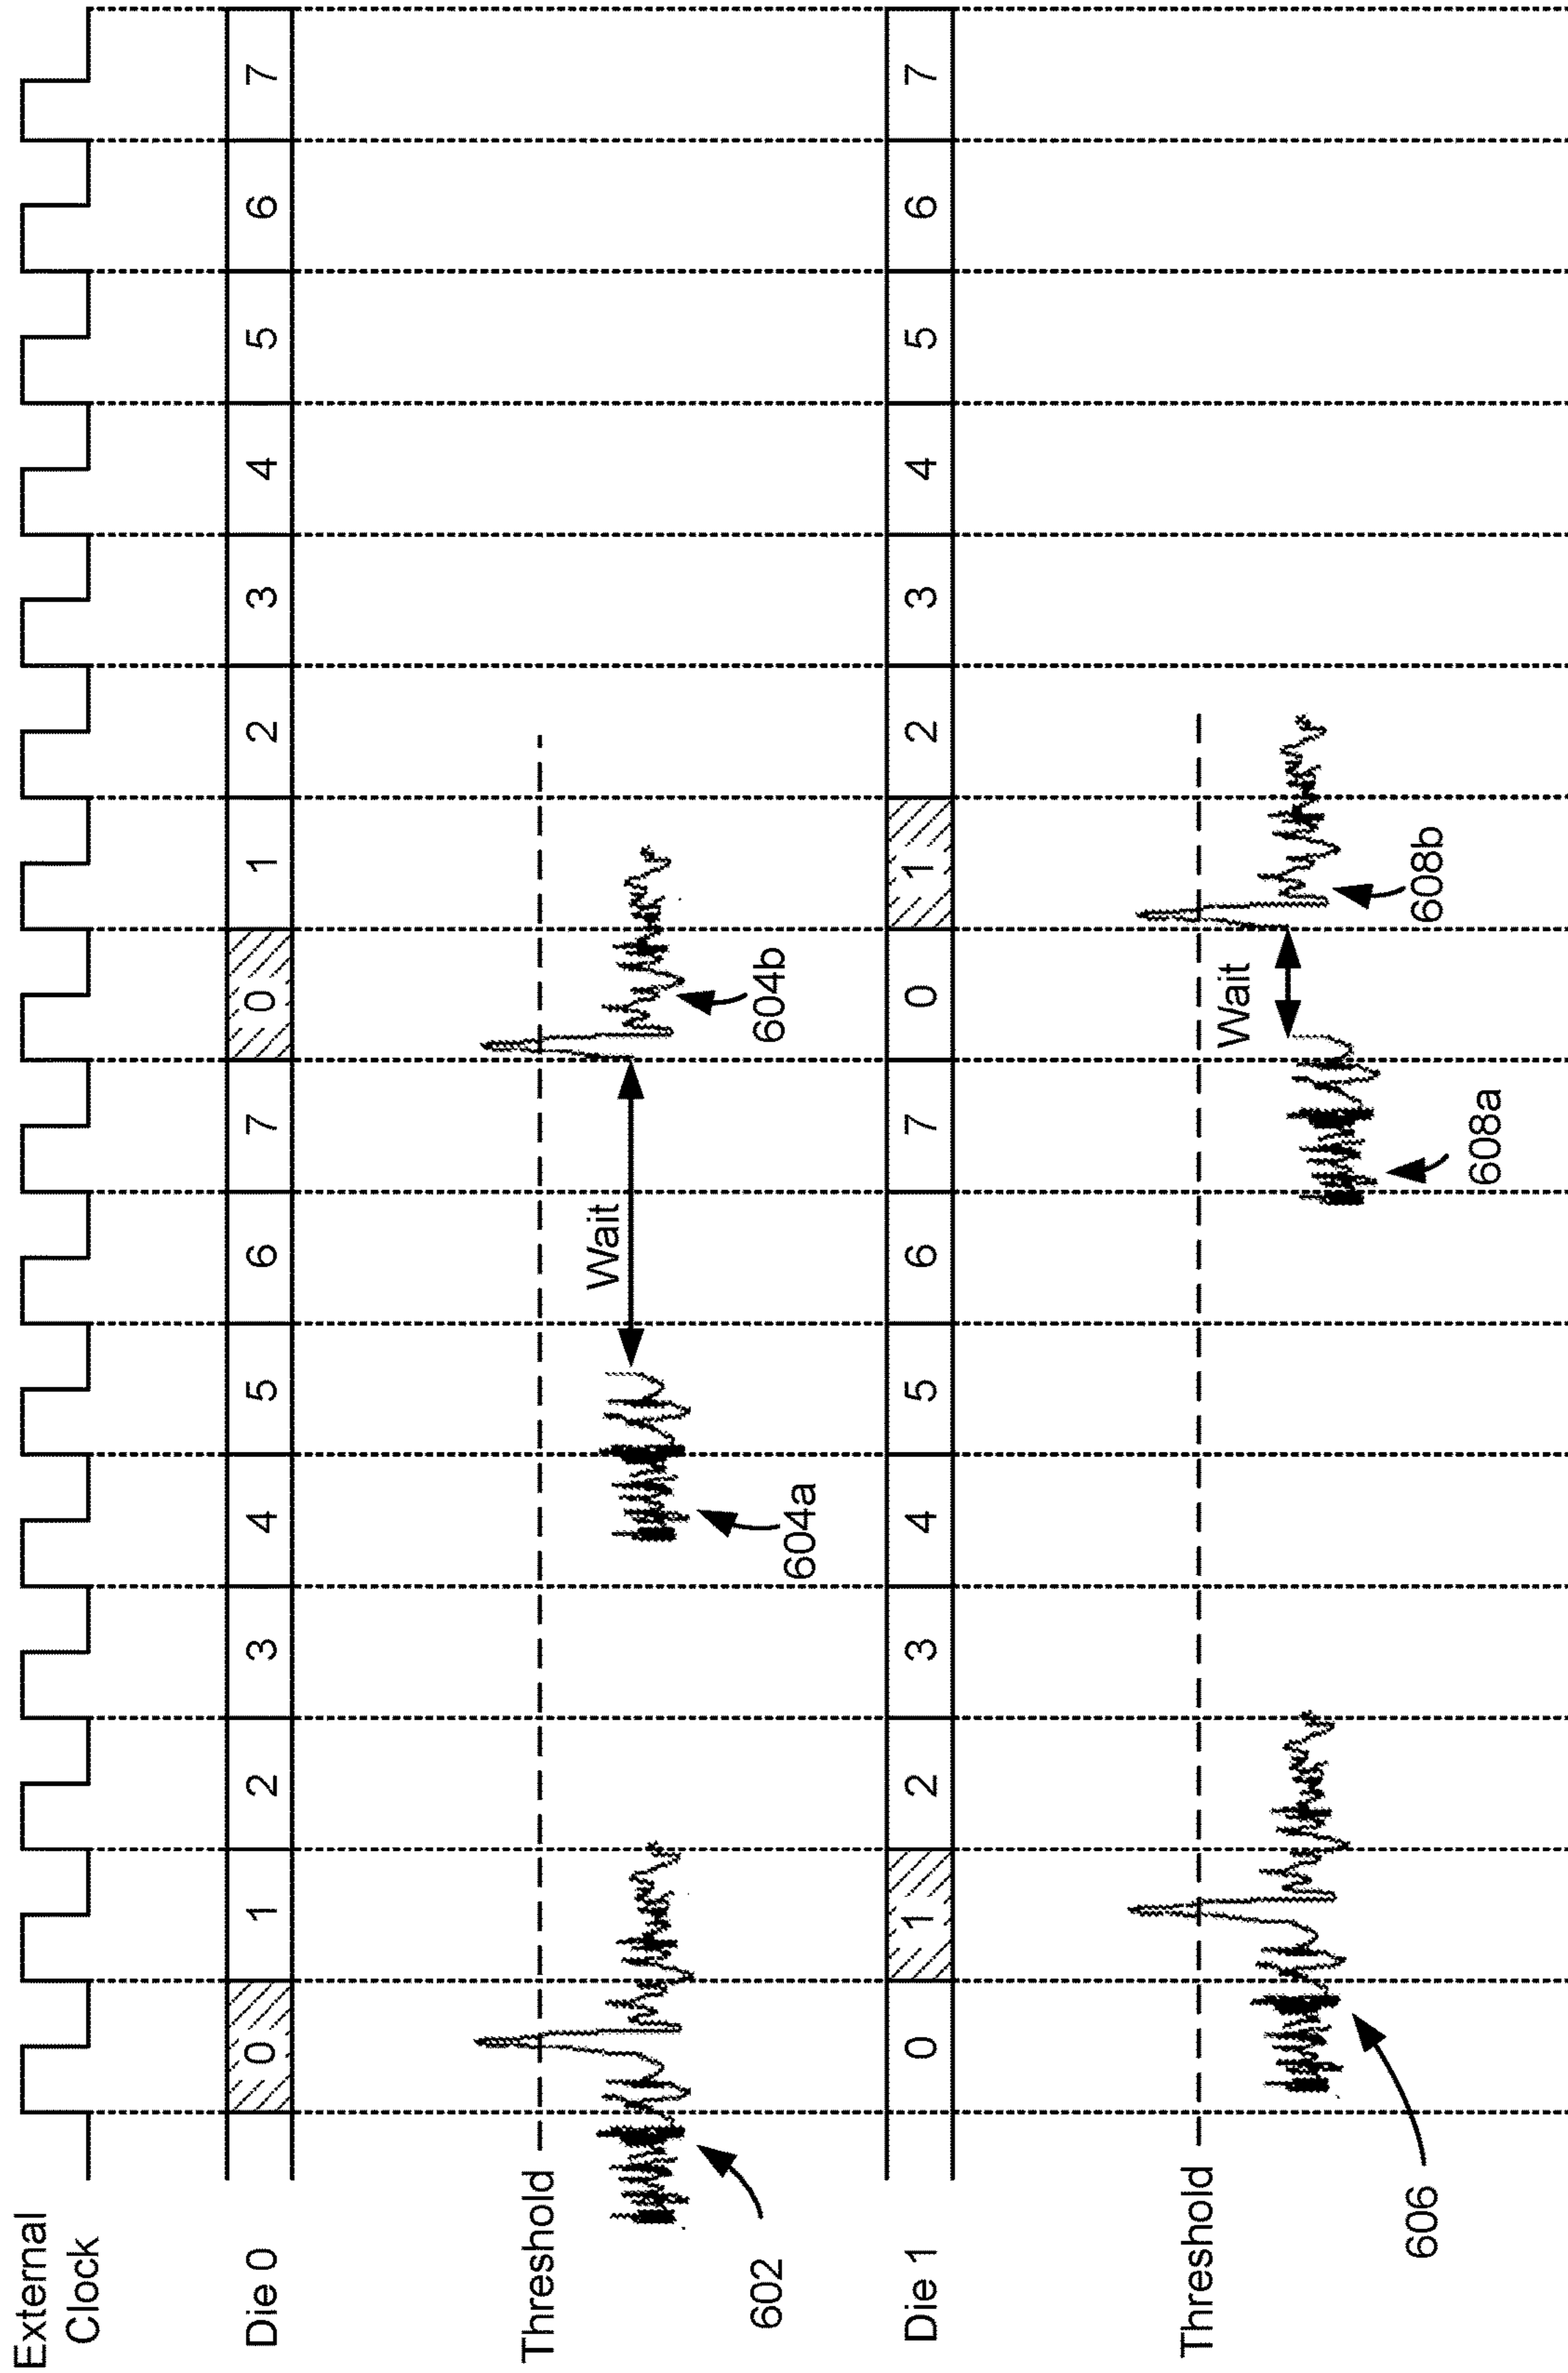 External
Clock
Die 0
0 1 2 3 4 5 6 7 0 1 2 3 4 5 6 7
Threshold
Wait
602
604a
604b
Die 1
0 1 2 3 4 5 6 7 0 1 2 3 4 5 6 7
Threshold
Wait
606
608a
608b